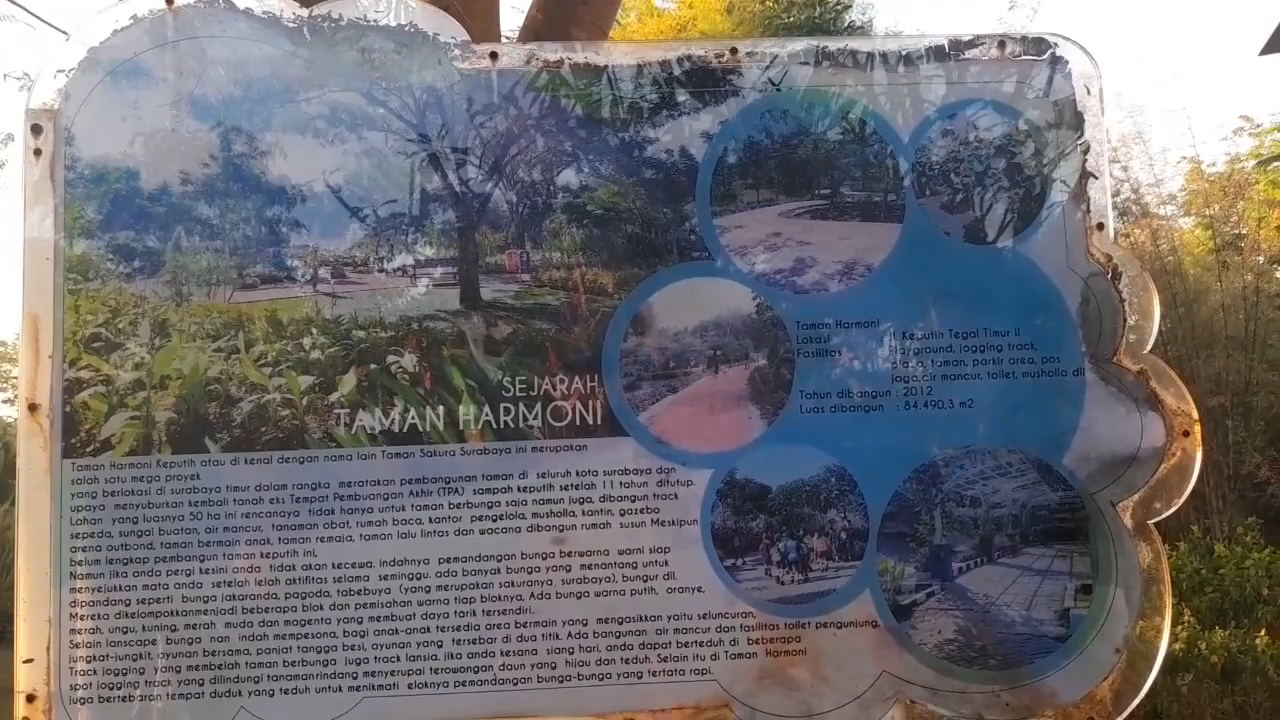 SEJARAH
TAMAN HARMONI
Taman Harmoni
Lokasi : Jl. Keputih Tegal Timur II
Fasilitas : Playground, jogging track,
plaza, taman, parkir area, pos
jaga,air mancur, toilet, musholla dll
Tahun dibangun : 2012
Luas dibangun : 84.490,3 m2
Taman Harmoni Keputih atau di kenal dengan nama lain Taman Sakura Surabaya ini merupakan
salah satu mega proyek
yang berlokasi di surabaya timur dalam rangka meratakan pembangunan taman di seluruh kota surabaya dan
upaya menyuburkan kembali tanah eks Tempat Pembuangan Akhir (TPA) sampah keputih setelah 11 tahun ditutup.
Lahan yang luasnya 50 ha ini rencanaya tidak hanya untuk taman berbunga saja namun juga, dibangun track
sepeda, sungai buatan, air mancur, tanaman obat, rumah baca, kantor pengelola, musholla, kantin, gazebo
arena outbond, taman bermain anak, taman remaja, taman lalu lintas dan wacana dibangun rumah susun Meskipun
belum lengkap pembangun taman keputih ini,
Namun jika anda pergi kesini anda tidak akan kecewa. indahnya pemandangan bunga berwarna warni siap
menyejukkan mata anda setelah lelah aktifitas selama seminggu. ada banyak bunga yang menantang untuk
dipandang seperti bunga jakaranda, pagoda, tabebuya (yang merupakan sakuranya, surabaya), bungur dll.
Mereka dikelompokkanmenjadi beberapa blok dan pemisahan warna tiap bloknya, Ada bunga warna putih, oranye,
merah, ungu, kuning, merah muda dan magenta yang membuat daya tarik tersendiri.
Selain lanscape bunga nan indah mempesona, bagi anak-anak tersedia area bermain yang mengasikkan yaitu seluncuran,
jungkat-jungkit, ayunan bersama, panjat tangga besi, ayunan yang tersebar di dua titik. Ada bangunan air mancur dan fasilitas toilet pengunjung,
Track jogging yang membelah taman berbunga juga track lansia. jika anda kesana siang hari, anda dapat berteduh di beberapa
spot jogging track yang dilindungi tanamanrindang menyerupai terowongan daun yang hijau dan teduh. Selain itu di Taman Harmoni
juga bertebaran tempat duduk yang teduh untuk menikmati eloknya pemandangan bunga-bunga yang tertata rapi.